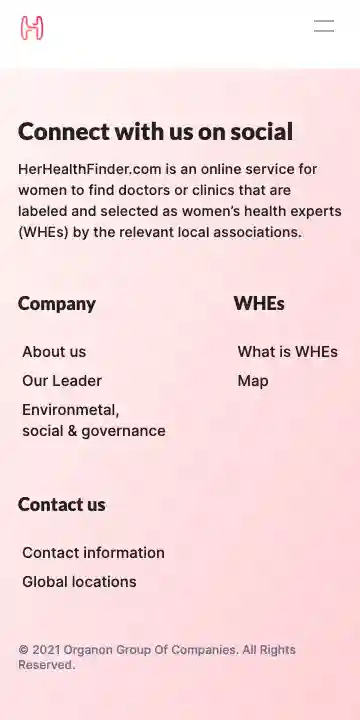 Connect with us on social
HerHealthFinder.com is an online service for
women to find doctors or clinics that are
labeled and selected as women's health experts
(WHEs) by the relevant local associations.
Company
About us
Our Leader
Environmetal,
social & governance
WHEs
What is WHEs
Map
Contact us
Contact information
Global locations
© 2021 Organon Group Of Companies. All Rights
Reserved.